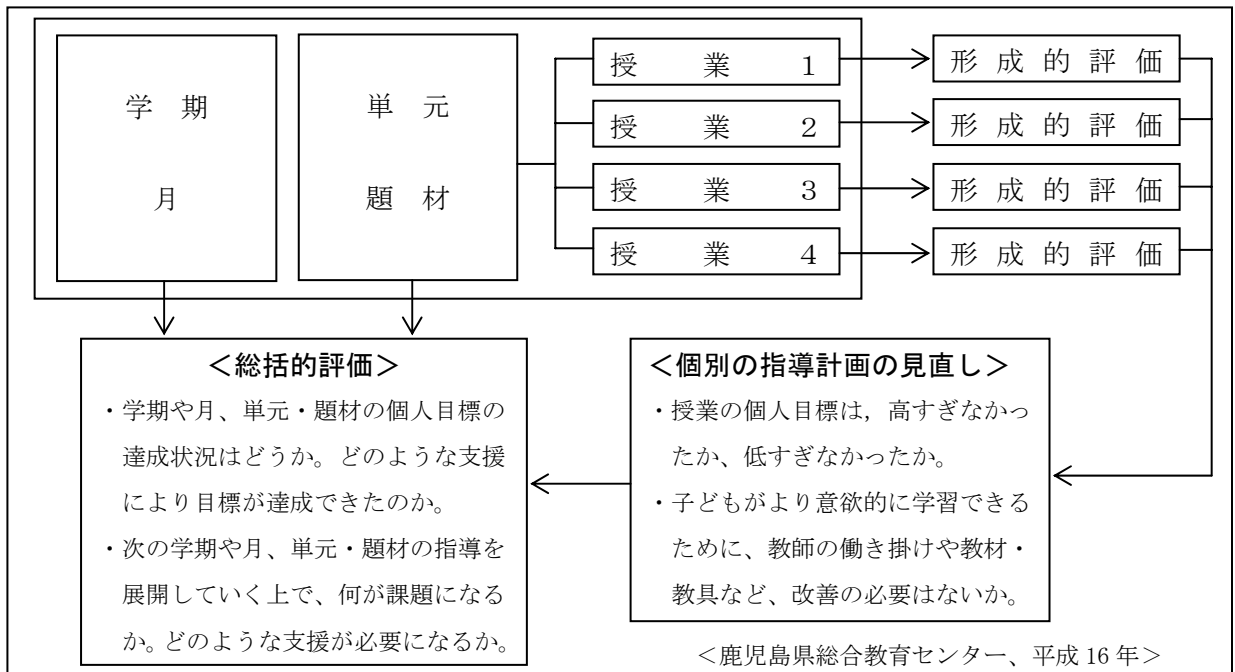 学期
月
単元
題材
授業1
形成的評価
授業2
形成的評価
授業3
形成的評価
授業4
形成的評価
＜総括的評価＞
・学期や月、単元・題材の個人目標の
達成状況はどうか。どのような支援
により目標が達成できたのか。
・次の学期や月、単元・題材の指導を
展開していく上で、何が課題になる
か。どのような支援が必要になるか。
＜個別の指導計画の見直し＞
・授業の個人目標は，高すぎなかっ
たか、低すぎなかったか。
・子どもがより意欲的に学習できる
ために、教師の働き掛けや教材・
教具など、改善の必要はないか。
＜鹿児島県総合教育センター、平成16年＞